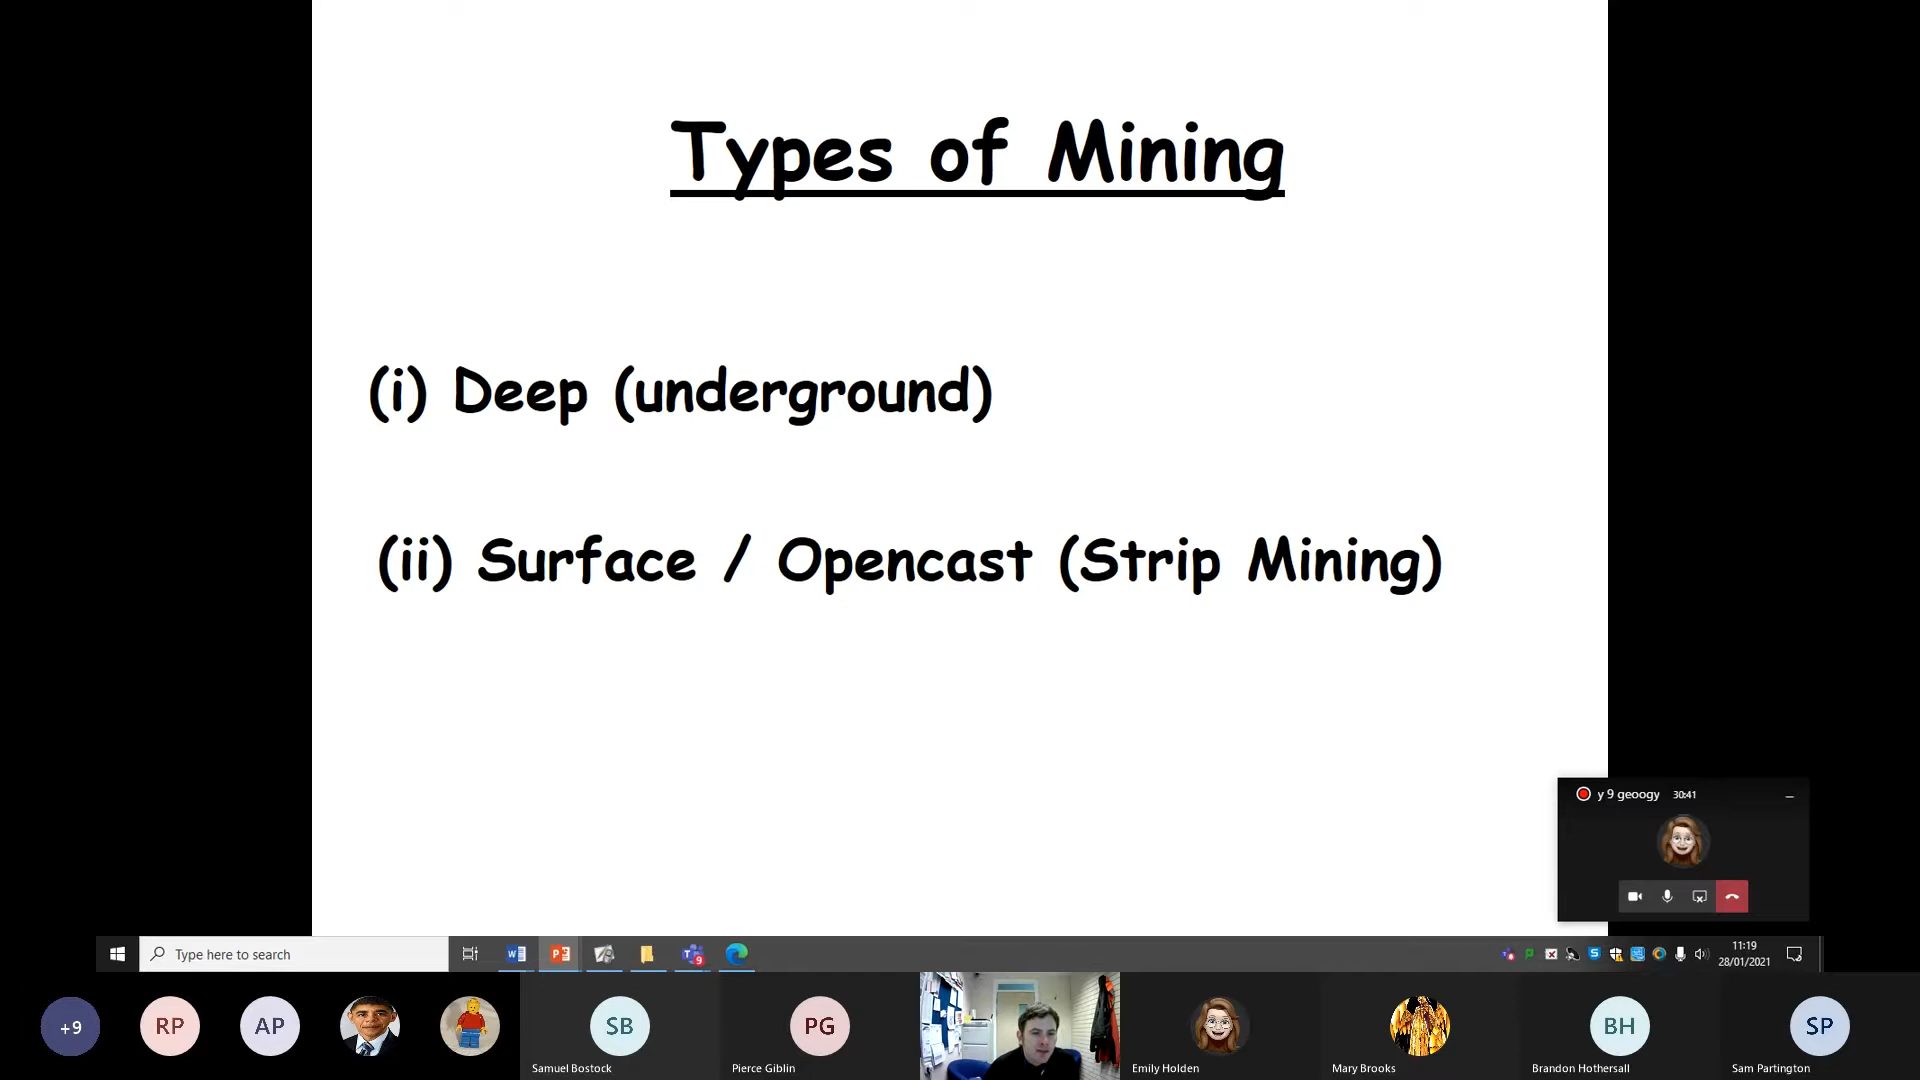 Types of Mining
(i) Deep (underground)
(ii) Surface / Opencast (Strip Mining)
y 9 geoogy 30:41
Type here to search
9
11:19
28/01/2021
+9
RP
AP
SB
PG
BH
SP
Samuel Bostock
Pierce Giblin
Emily Holden
Mary Brooks
Brandon Hothersall
Sam Partington